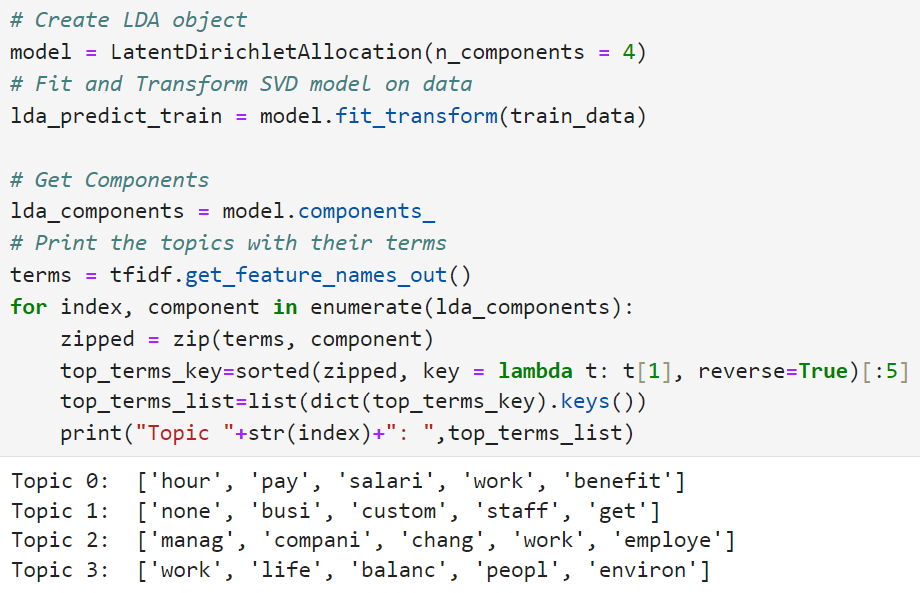 # Create LDA object
model = LatentDirichletAllocation(n_components = 4)
# Fit and Transform SVD model on data
lda_predict_train = model.fit_transform(train_data)
# Get Components
lda_components = model.components_
# Print the topics with their terms
terms = tfidf.get_feature_names_out()
for index, component in enumerate(lda_components):
    zipped = zip(terms, component)
    top_terms_key=sorted(zipped, key = lambda t: t[1], reverse=True)[:5]
    top_terms_list=list(dict(top_terms_key).keys())
    print("Topic "+str(index)+": ",top_terms_list)
Topic 0:  ['hour', 'pay', 'salari', 'work', 'benefit']
Topic 1:  ['none', 'busi', 'custom', 'staff', 'get']
Topic 2:  ['manag', 'compani', 'chang', 'work', 'employe']
Topic 3:  ['work', 'life', 'balanc', 'peopl', 'environ']